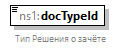 ns1:docTypeId
Тип Решения о зачёте